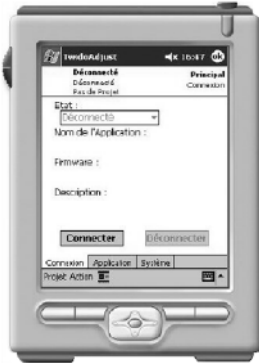 TwidoAdjust 16:47 ok
Déconnecté Principal
Déconnecté Connexion
Pas de Projet
Etat :
Déconnecté
Nom de l'Application :
Firmware :
Description :
Connecter Déconnecter
Connexion Application Système
Projet Action